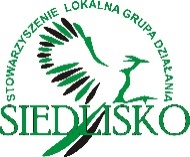 STOWARZYSZENIE LOKALNA GRUPA DZIAŁANIA
SIEDLISKO